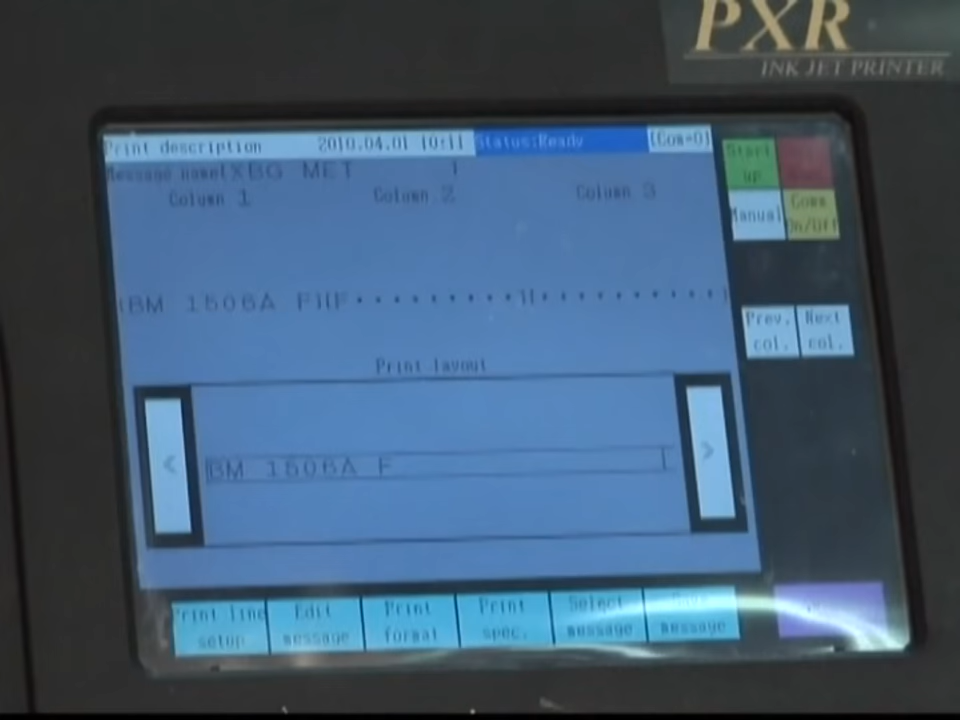 PXR
INK JET PRINTER
Print description 2010.04.01 10:11 Status:Ready [Com=0]
Message name[XBG MET ]
Column 1 Column 2 Column 3
Start up
Manual
Com. On/Off
[BM 1506A F][F·········][··········]
Prev. col. Next col.
Print layout
< >
BM 1506A F
Print line setup
Edit message
Print format
Print spec.
Select message
message